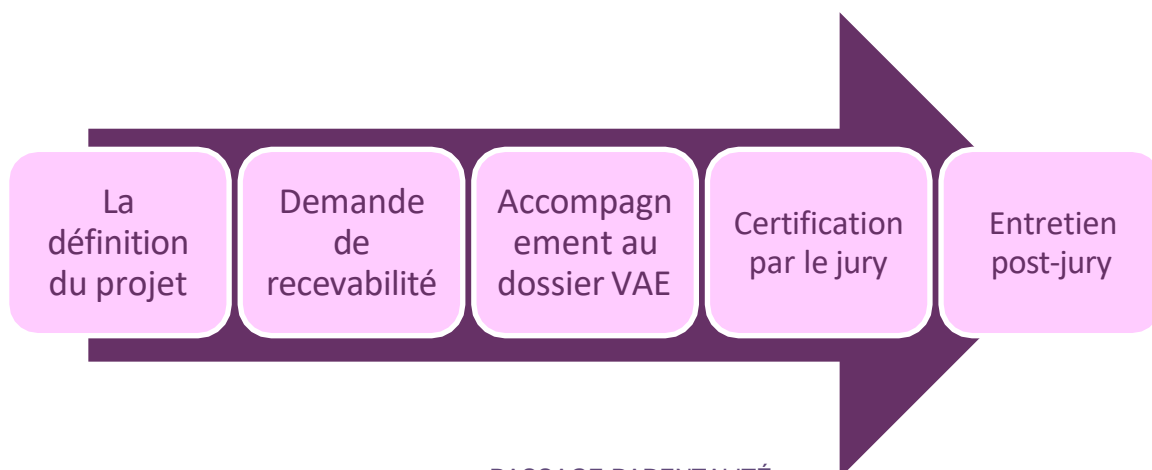 La
définition
du projet
Demande
de
recevabilité
Accompagn
ement au
dossier VAE
Certification
par le jury
Entretien
post-jury